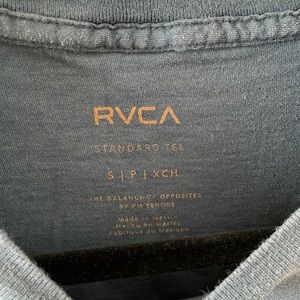 RVCA
STANDARD TEE
S | P | XCH
THE BALANCE OF OPPOSITES
BY PM TENORE
Made in Mexico
Hecho en México
Fabriqué au Mexique